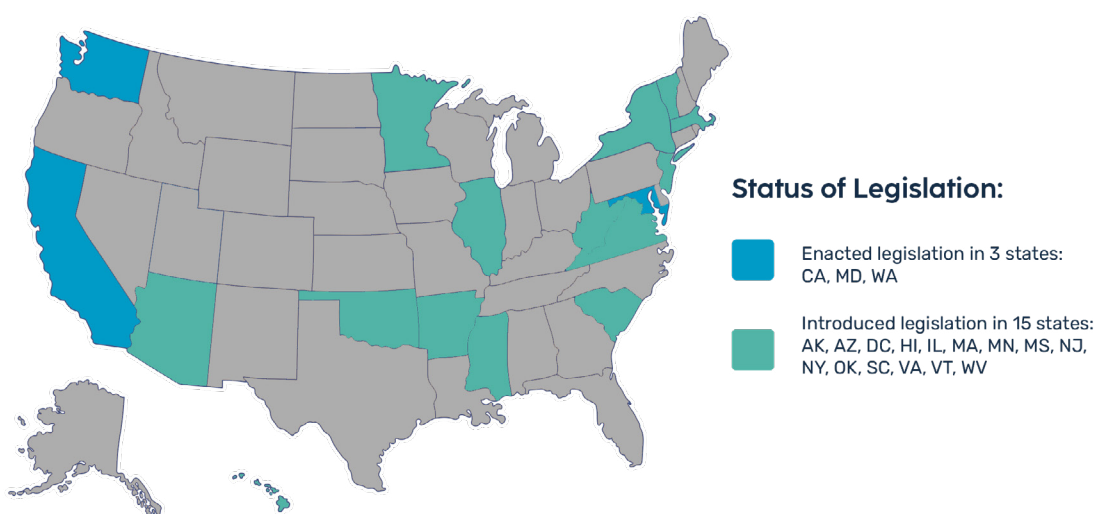 Status of Legislation:
Enacted legislation in 3 states:
CA, MD, WA
Introduced legislation in 15 states:
AK, AZ, DC, HI, IL, MA, MN, MS, NJ,
NY, OK, SC, VA, VT, WV